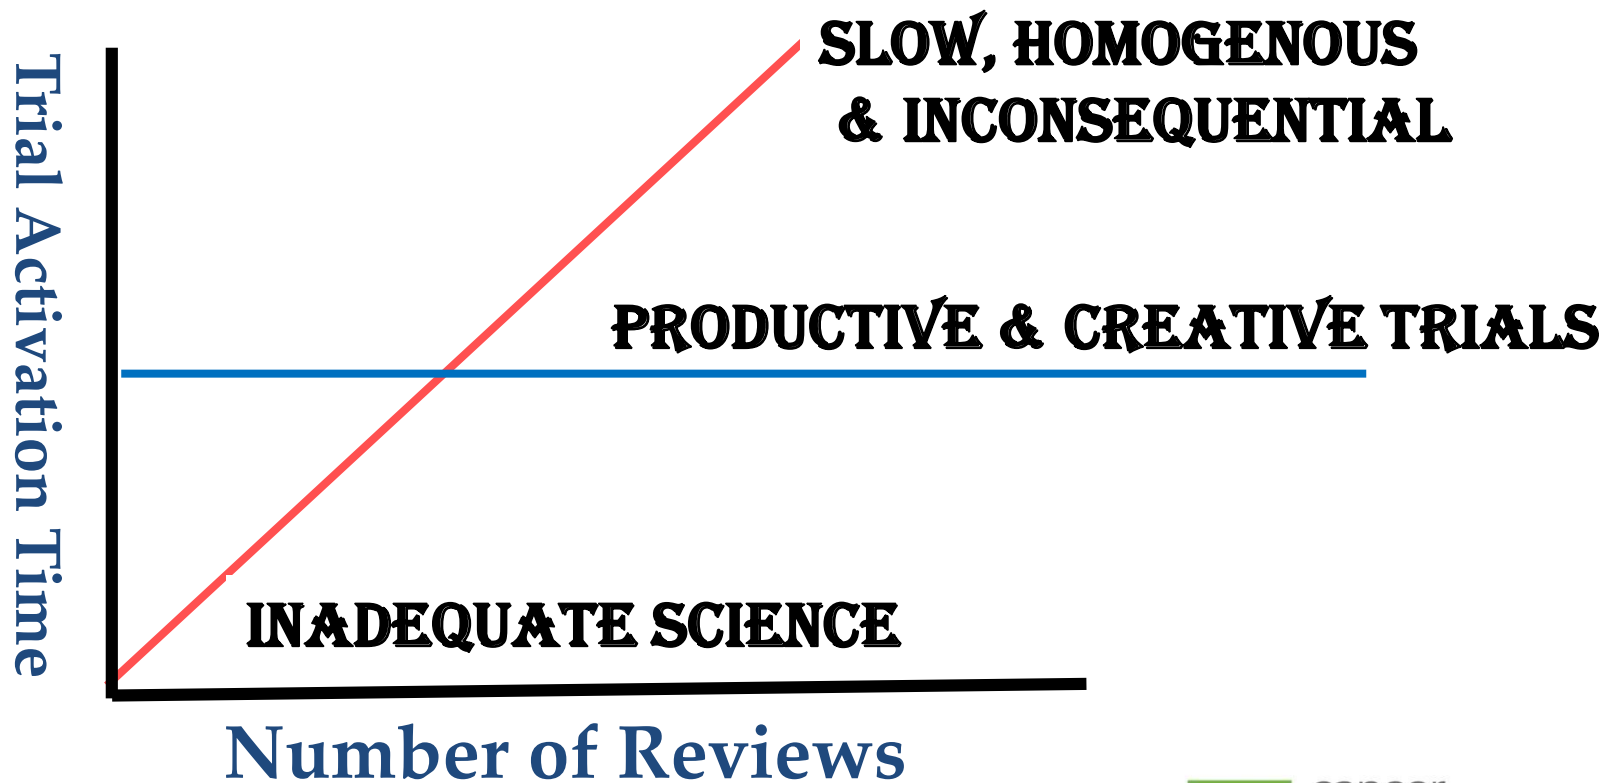 SLOW, HOMOGENOUS
& INCONSEQUENTIAL
PRODUCTIVE & CREATIVE TRIALS
INADEQUATE SCIENCE
Trial Activation Time
Number of Reviews